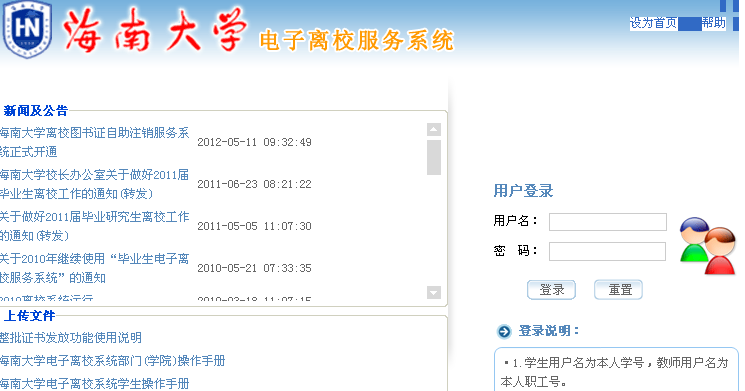 HN 海南大学 电子离校服务系统
设为首页 帮助
新闻及公告
海南大学离校图书证自助注销服务系
统正式开通
2012-05-11 09:32:49
海南大学校长办公室关于做好2011届
毕业生离校工作的通知(转发)
2011-06-23 08:21:22
关于做好2011届毕业研究生离校工作
的通知(转发)
2011-05-05 11:07:30
关于2010年继续使用“毕业生电子离
校服务系统”的通知
2010-05-21 07:33:35
2010离校系统运行
2010-03-18 11:07:15
上传文件
整批证书发放功能使用说明
海南大学电子离校系统部门(学院)操作手册
海南大学电子离校系统学生操作手册
用户登录
用户名：
密 码：
登录 重置
登录说明：
·1.学生用户名为本人学号，教师用户名为
本人职工号。